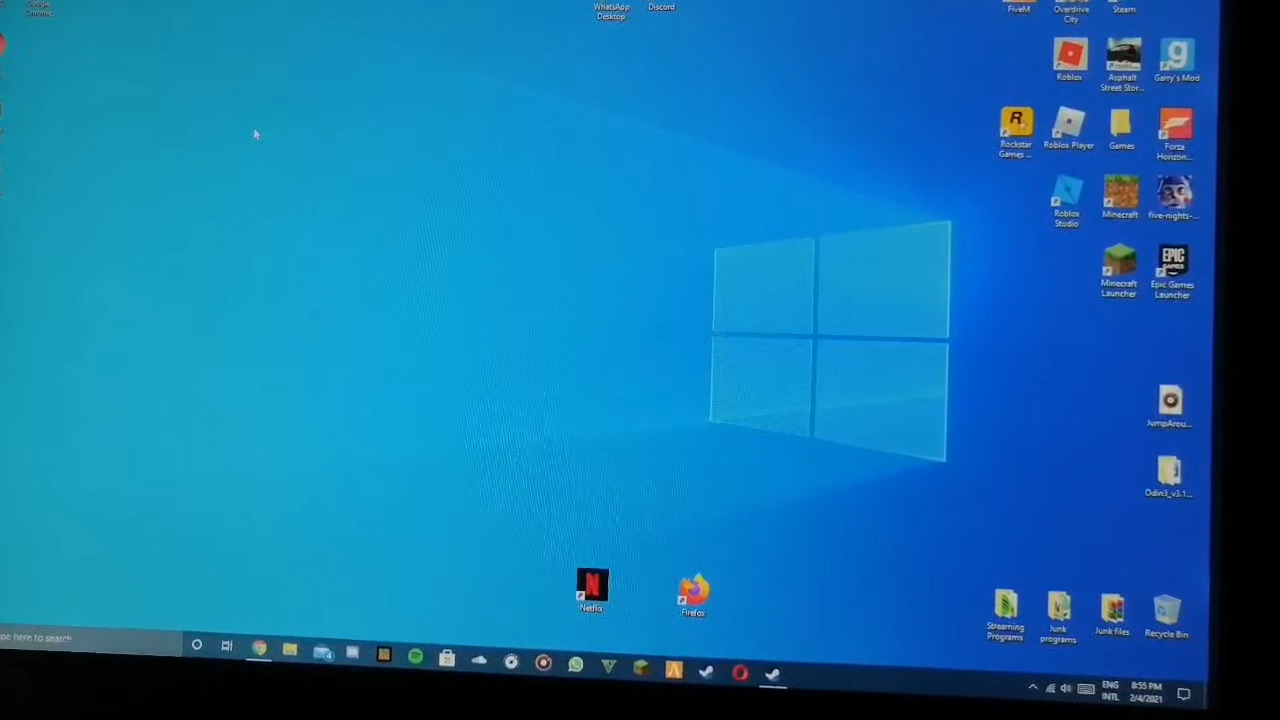 Google
Chrome
WhatsApp
Desktop
Discord
FiveM
Overdrive
City
Steam
Roblox
Asphalt
Street Stor...
g
Garry's Mod
R
Rockstar
Games ...
Roblox Player
Games
Forza
Horizon...
Roblox
Studio
Minecraft
five-nights-...
Minecraft
Launcher
EPIC
GAMES
Epic Games
Launcher
JumpArou...
Odin3_v3.1...
N
Netflix
Firefox
Streaming
Programs
Junk
programs
Junk files
Recycle Bin
pe here to search
4
V
ENG
INTL
8:55 PM
2/4/2021